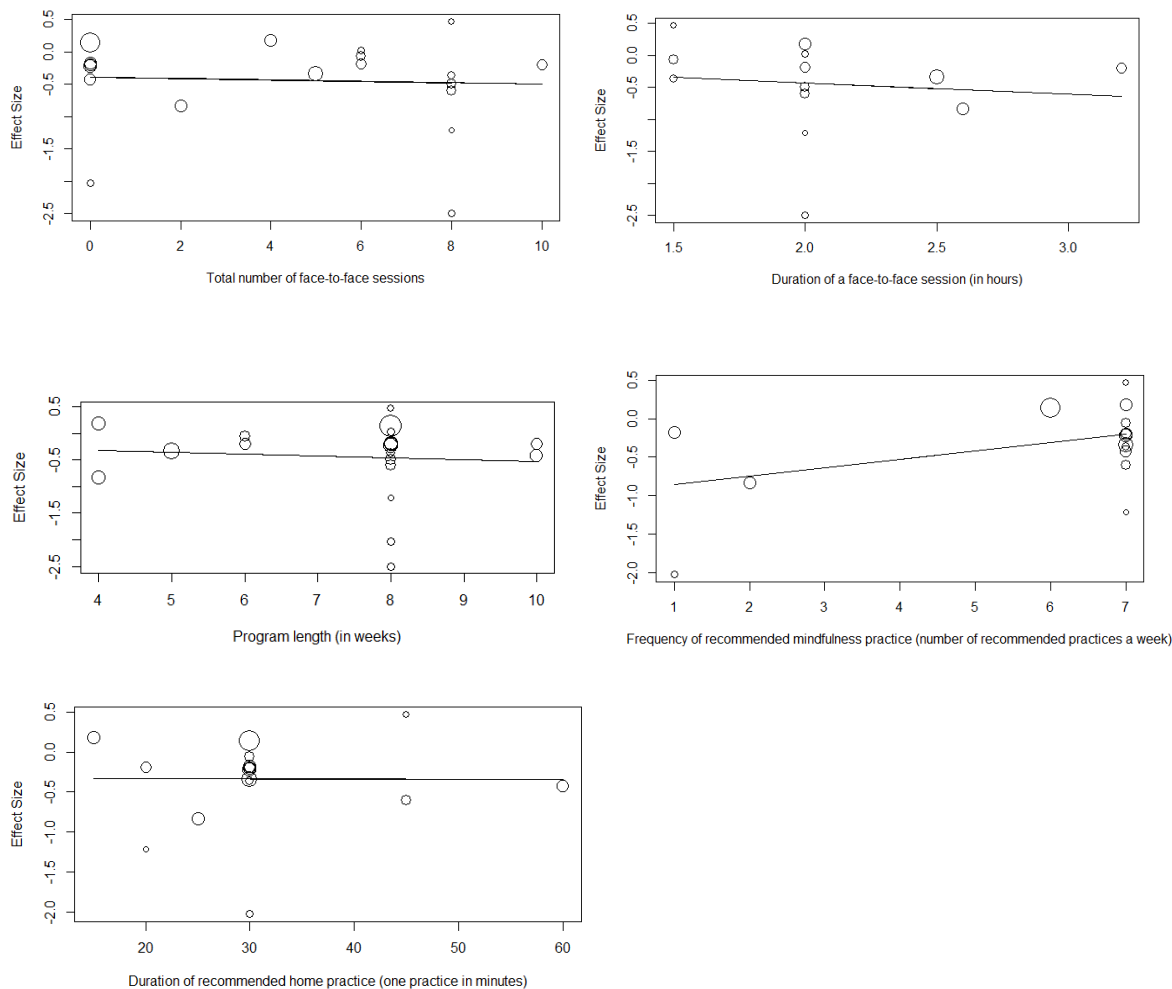 0.5
-0.5
-1.5
-2.5
Effect Size
0 2 4 6 8 10
Total number of face-to-face sessions
0.5
0.0
-0.5
-1.5
-2.5
Effect Size
1.5 2.0 2.5 3.0
Duration of a face-to-face session (in hours)
0.5
-0.5
-1.5
-2.5
Effect Size
4 5 6 7 8 9 10
Program length (in weeks)
0.5
0.0
-0.5
-1.0
-1.5
-2.0
Effect Size
1 2 3 4 5 6 7
Frequency of recommended mindfulness practice (number of recommended practices a week)
0.5
0.0
-0.5
-1.0
-1.5
-2.0
Effect Size
20 30 40 50 60
Duration of recommended home practice (one practice in minutes)